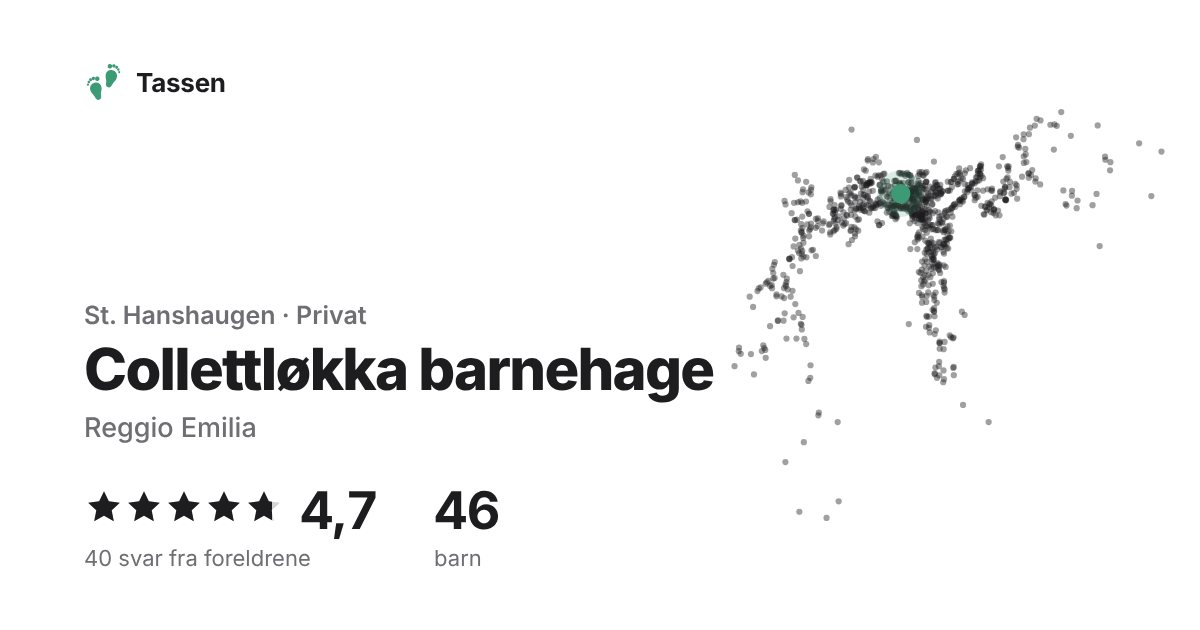 Tassen
St. Hanshaugen · Privat
Collettløkka barnehage
Reggio Emilia
4,7
40 svar fra foreldrene
46
barn